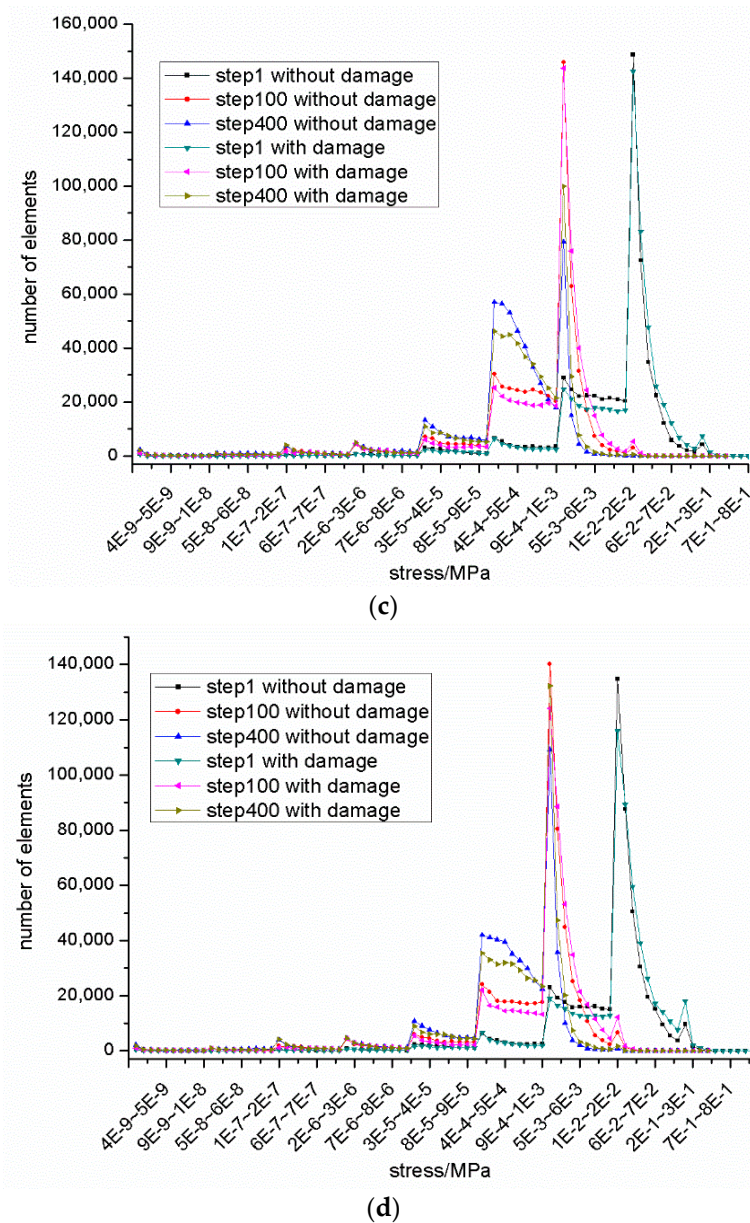 160,000
140,000
120,000
100,000
80,000
60,000
40,000
20,000
0
number of elements
step1 without damage
step100 without damage
step400 without damage
step1 with damage
step100 with damage
step400 with damage
4E-9~5E-9
9E-9~1E-8
5E-8~6E-8
1E-7~2E-7
6E-7~7E-7
2E-6~3E-6
7E-6~8E-6
3E-5~4E-5
8E-5~9E-5
4E-4~5E-4
9E-4~1E-3
5E-3~6E-3
1E-2~2E-2
6E-2~7E-2
2E-1~3E-1
7E-1~8E-1
stress/MPa
(c)
140,000
120,000
100,000
80,000
60,000
40,000
20,000
0
number of elements
step1 without damage
step100 without damage
step400 without damage
step1 with damage
step100 with damage
step400 with damage
4E-9~5E-9
9E-9~1E-8
5E-8~6E-8
1E-7~2E-7
6E-7~7E-7
2E-6~3E-6
7E-6~8E-6
3E-5~4E-5
8E-5~9E-5
4E-4~5E-4
9E-4~1E-3
5E-3~6E-3
1E-2~2E-2
6E-2~7E-2
2E-1~3E-1
7E-1~8E-1
stress/MPa
(d)